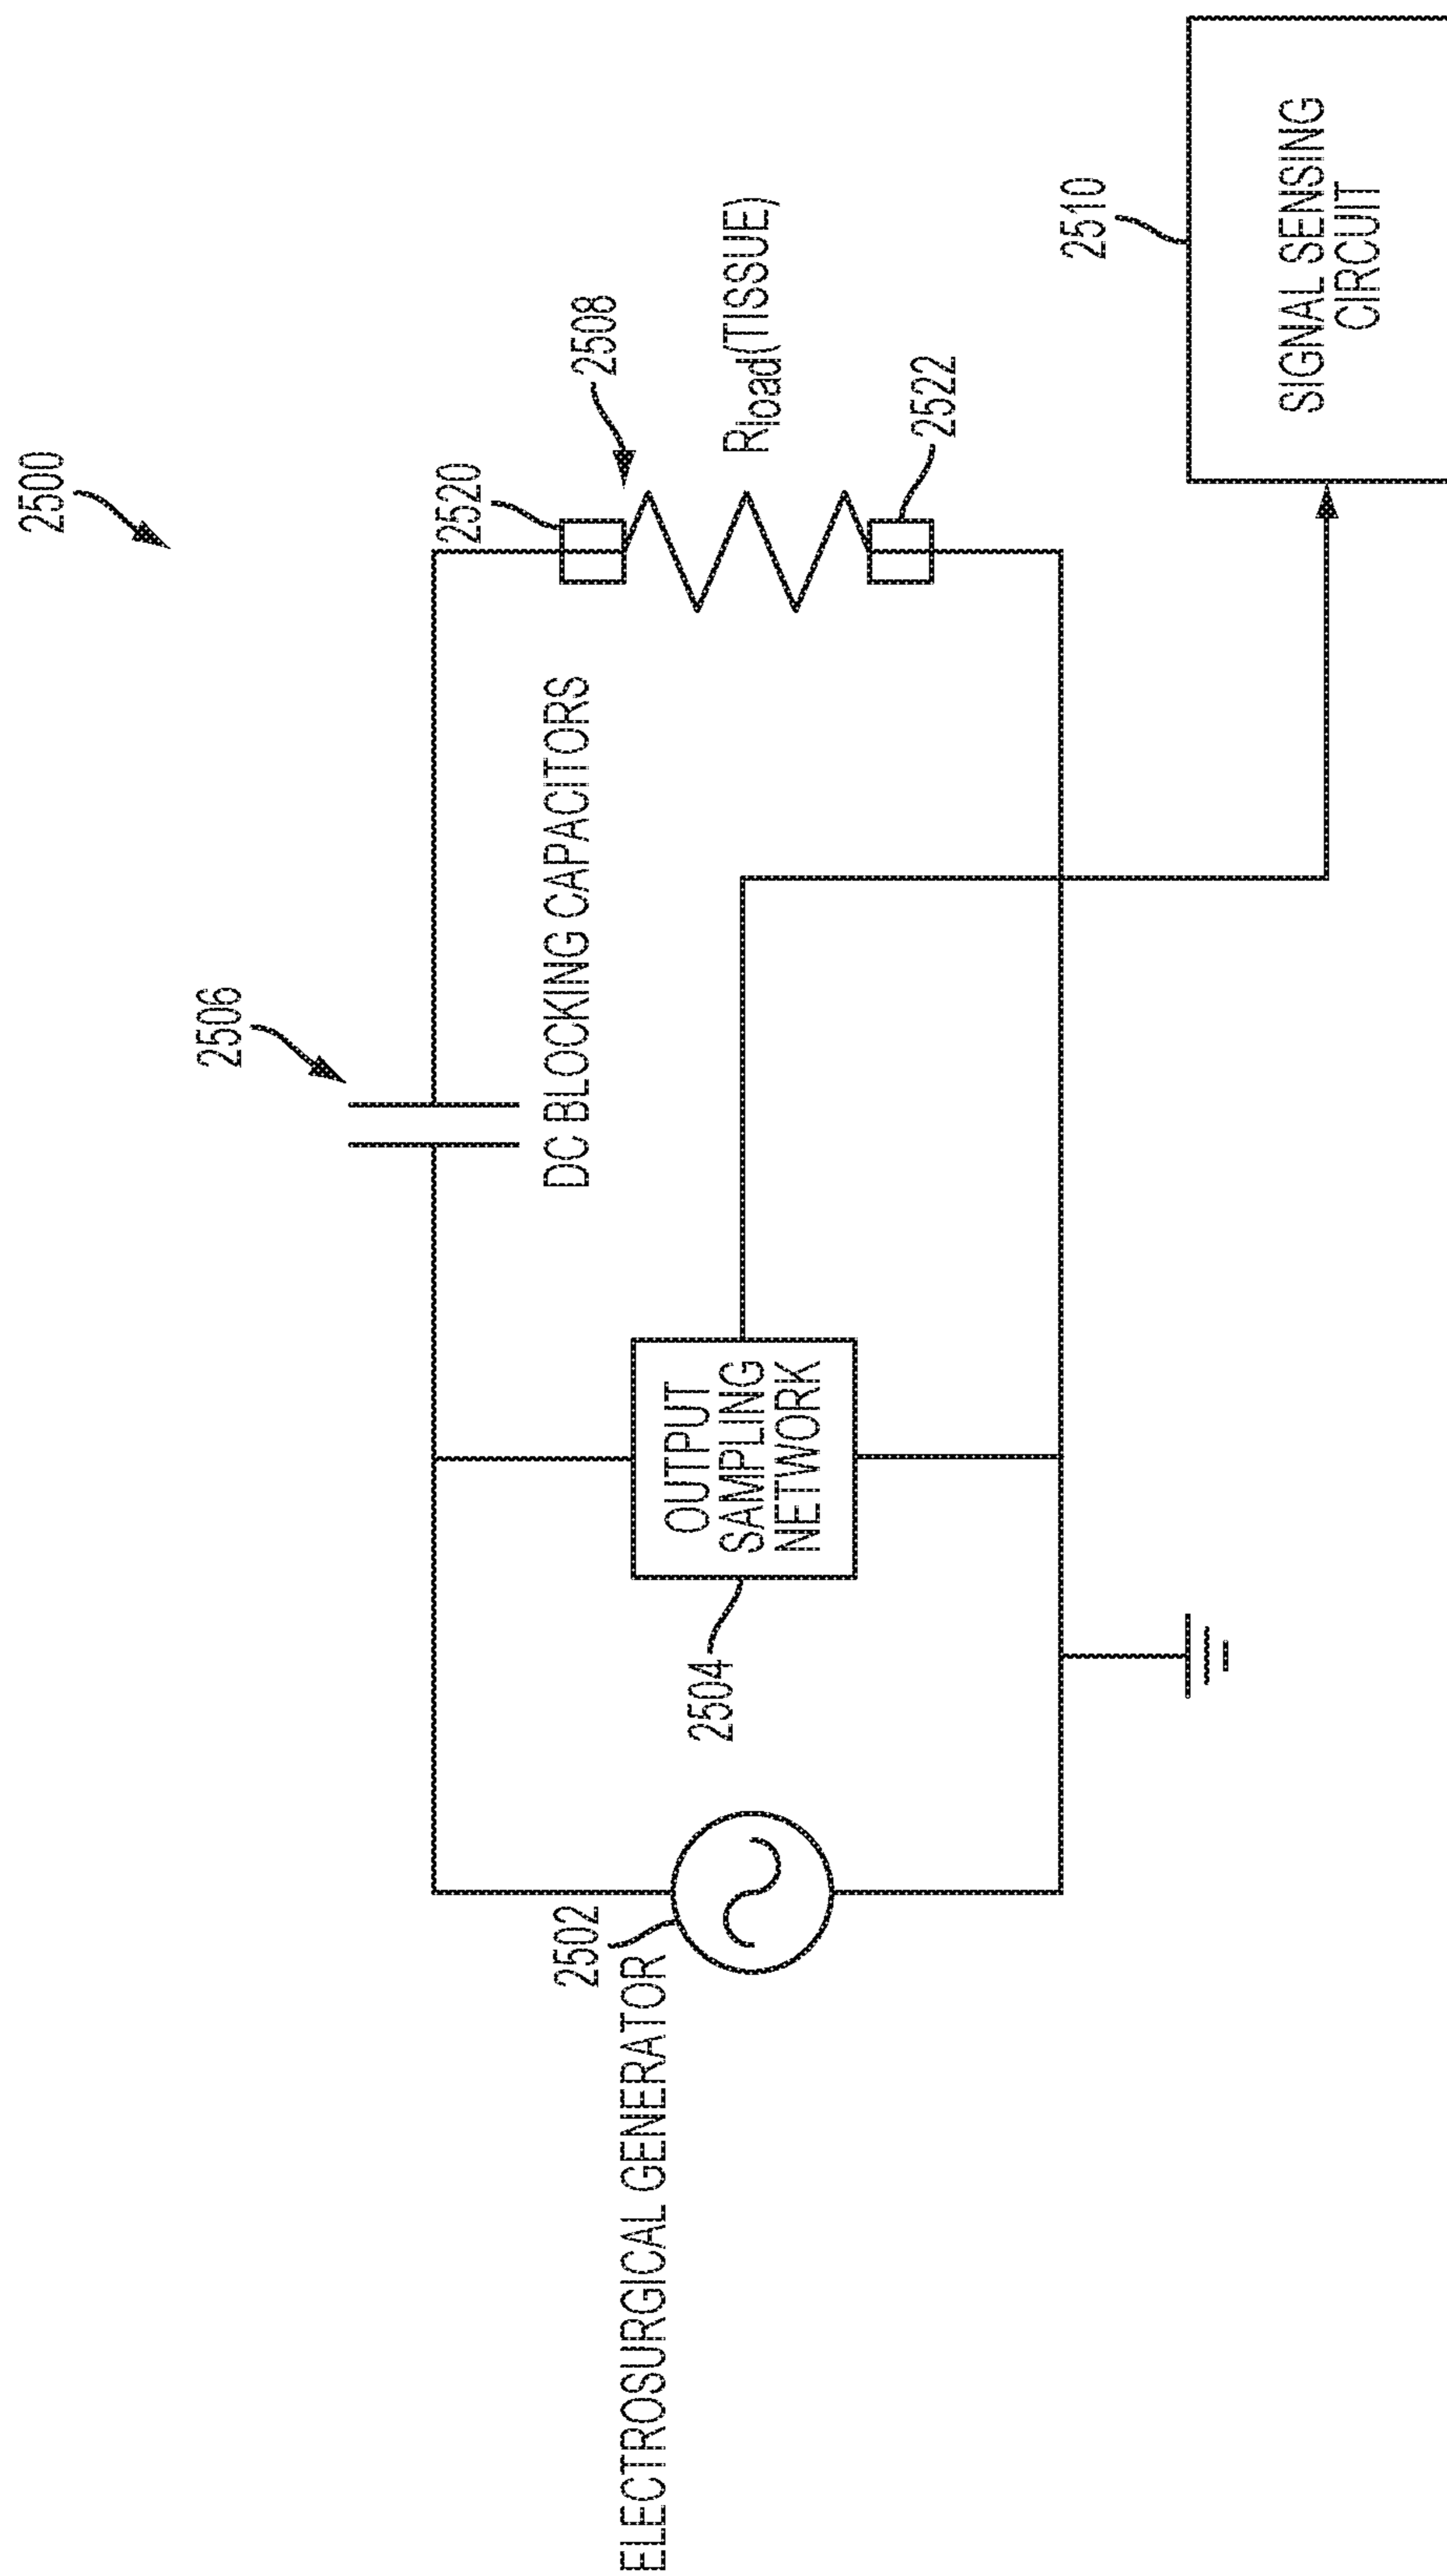 2500
2506
DC BLOCKING CAPACITORS
2520
2508
Rload(TISSUE)
2522
2502
ELECTROSURGICAL GENERATOR
2504
OUTPUT
SAMPLING
NETWORK
2510
SIGNAL SENSING
CIRCUIT